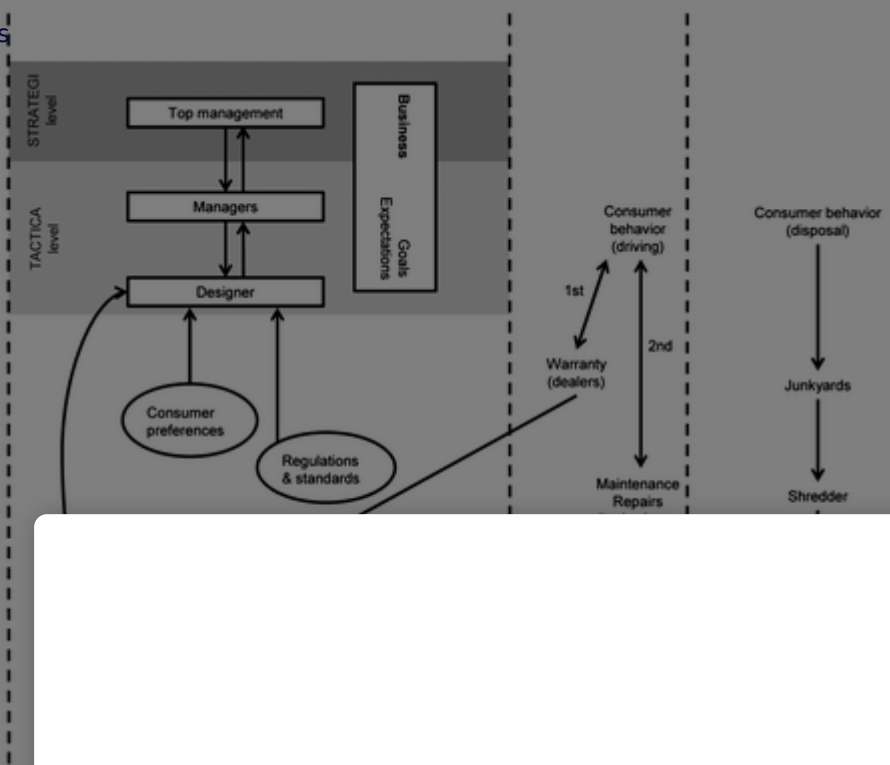 s
STRATEGI
level
Top management
Business
Managers
TACTICA
level
Goals
Expectations
Designer
Consumer
preferences
Regulations
& standards
Consumer
behavior
(driving)
1st
2nd
Warranty
(dealers)
Maintenance
Repairs
Consumer behavior
(disposal)
Junkyards
Shredder